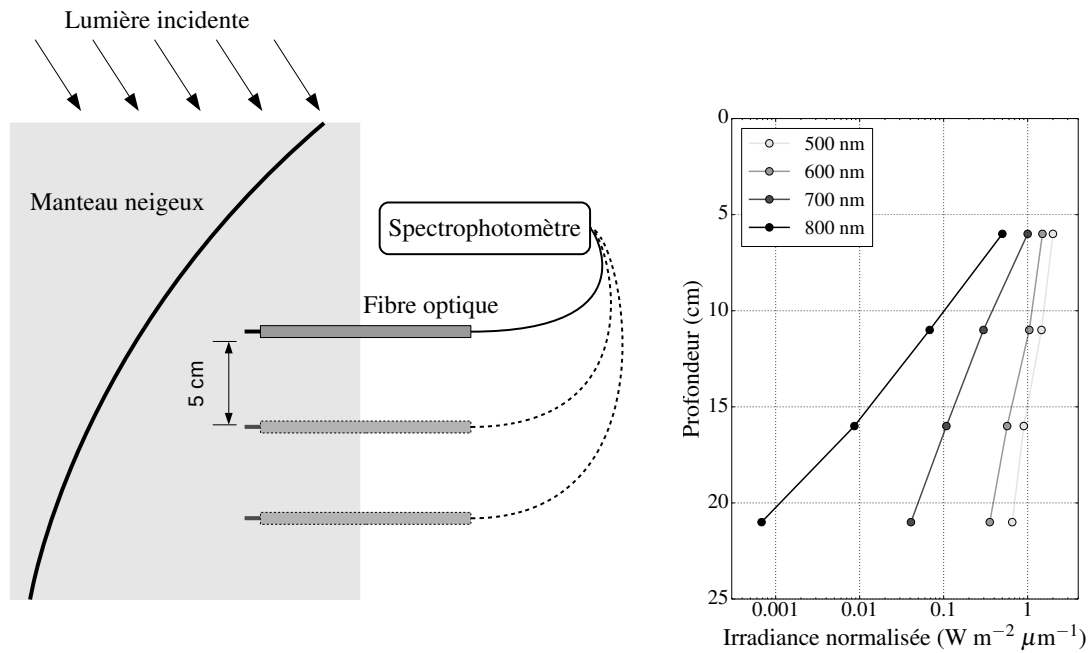 Lumière incidente
Manteau neigeux
Spectrophotomètre
Fibre optique
5 cm
500 nm
600 nm
700 nm
800 nm
0
5
10
15
20
25
Profondeur (cm)
0.001
0.01
0.1
1
Irradiance normalisée (W m⁻² μm⁻¹)